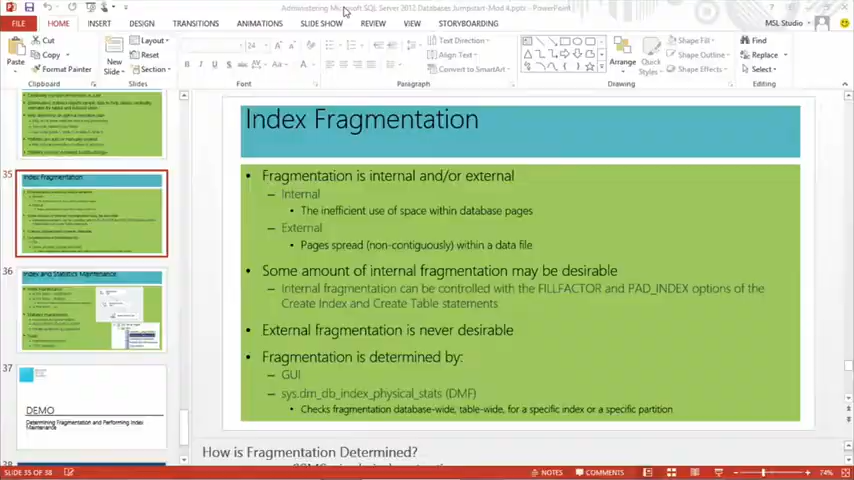 Administering Microsoft SQL Server 2012 Databases Jumpstart-Mod 4.pptx - PowerPoint
FILE HOME INSERT DESIGN TRANSITIONS ANIMATIONS SLIDE SHOW REVIEW VIEW STORYBOARDING MSL Studio
Cut
Copy
Format Painter
Paste
Clipboard
New Slide
Layout
Reset
Section
Slides
24
Font
Text Direction
Align Text
Convert to SmartArt
Paragraph
Arrange
Quick Styles
Shape Fill
Shape Outline
Shape Effects
Drawing
Find
Replace
Select
Editing
35
Index Fragmentation
36
Index and Statistics Maintenance
37
DEMO
Determining Fragmentation and Performing Index
Maintenance
38
Index Fragmentation
• Fragmentation is internal and/or external
– Internal
• The inefficient use of space within database pages
– External
• Pages spread (non-contiguously) within a data file
• Some amount of internal fragmentation may be desirable
– Internal fragmentation can be controlled with the FILLFACTOR and PAD_INDEX options of the
Create Index and Create Table statements
• External fragmentation is never desirable
• Fragmentation is determined by:
– GUI
– sys.dm_db_index_physical_stats (DMF)
• Checks fragmentation database-wide, table-wide, for a specific index or a specific partition
How is Fragmentation Determined?
SLIDE 35 OF 38
NOTES
COMMENTS
74%